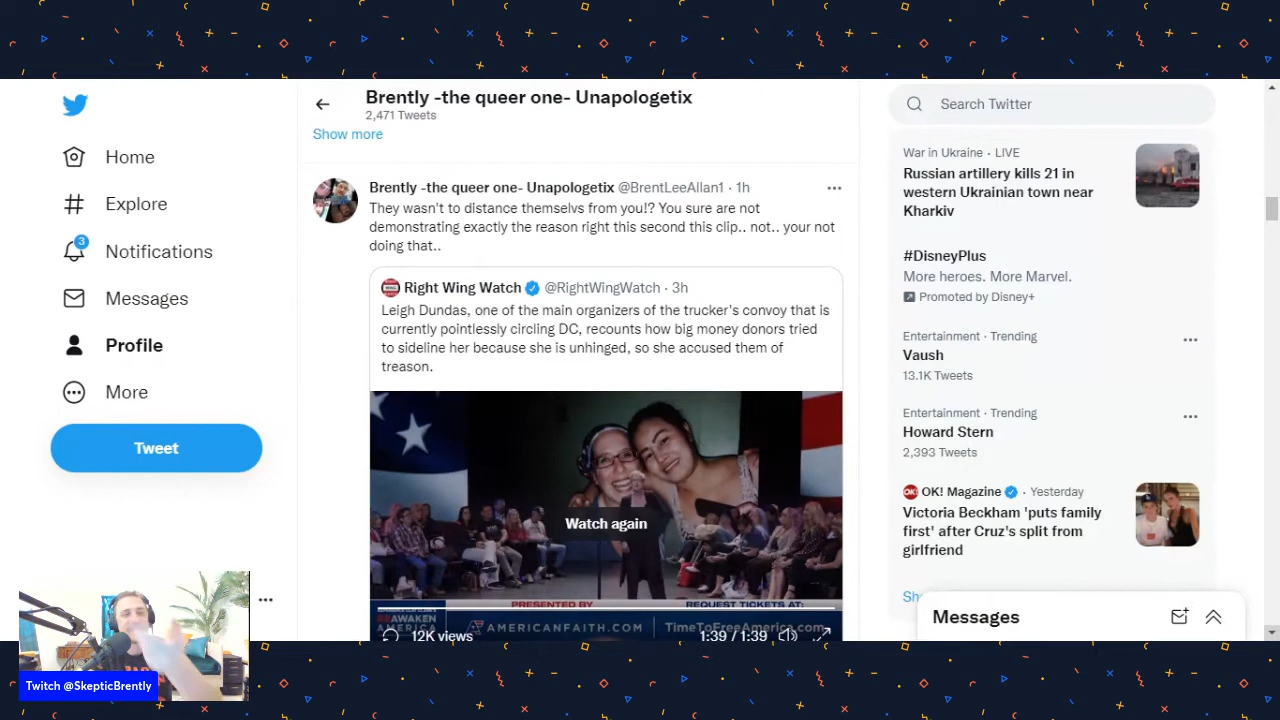 Home
Explore
3
Notifications
Messages
Profile
More
Tweet
Twitch @SkepticBrently
Brently -the queer one- Unapologetix
2,471 Tweets
Show more
Brently -the queer one- Unapologetix @BrentLeeAllan1 · 1h
They wasn't to distance themselvs from you!? You sure are not
demonstrating exactly the reason right this second this clip.. not.. your not
doing that..
Right Wing Watch @RightWingWatch · 3h
Leigh Dundas, one of the main organizers of the trucker's convoy that is
currently pointlessly circling DC, recounts how big money donors tried
to sideline her because she is unhinged, so she accused them of
treason.
Watch again
PRESENTED BY
REQUEST TICKETS AT:
REAWAKEN
AMERICA
AMERICANFAITH.COM
TimeToFreeAmerica.com
12K views
1:39 / 1:39
Search Twitter
War in Ukraine · LIVE
Russian artillery kills 21 in
western Ukrainian town near
Kharkiv
#DisneyPlus
More heroes. More Marvel.
Promoted by Disney+
Entertainment · Trending
Vaush
13.1K Tweets
Entertainment · Trending
Howard Stern
2,393 Tweets
OK! Magazine · Yesterday
Victoria Beckham 'puts family
first' after Cruz's split from
girlfriend
Messages